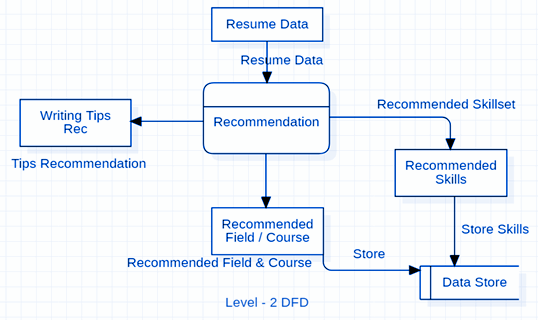 Resume Data
Resume Data
Recommendation
Writing Tips
Rec
Tips Recommendation
Recommended Skillset
Recommended
Skills
Store Skills
Recommended
Field / Course
Recommended Field & Course
Store
Data Store
Level - 2 DFD